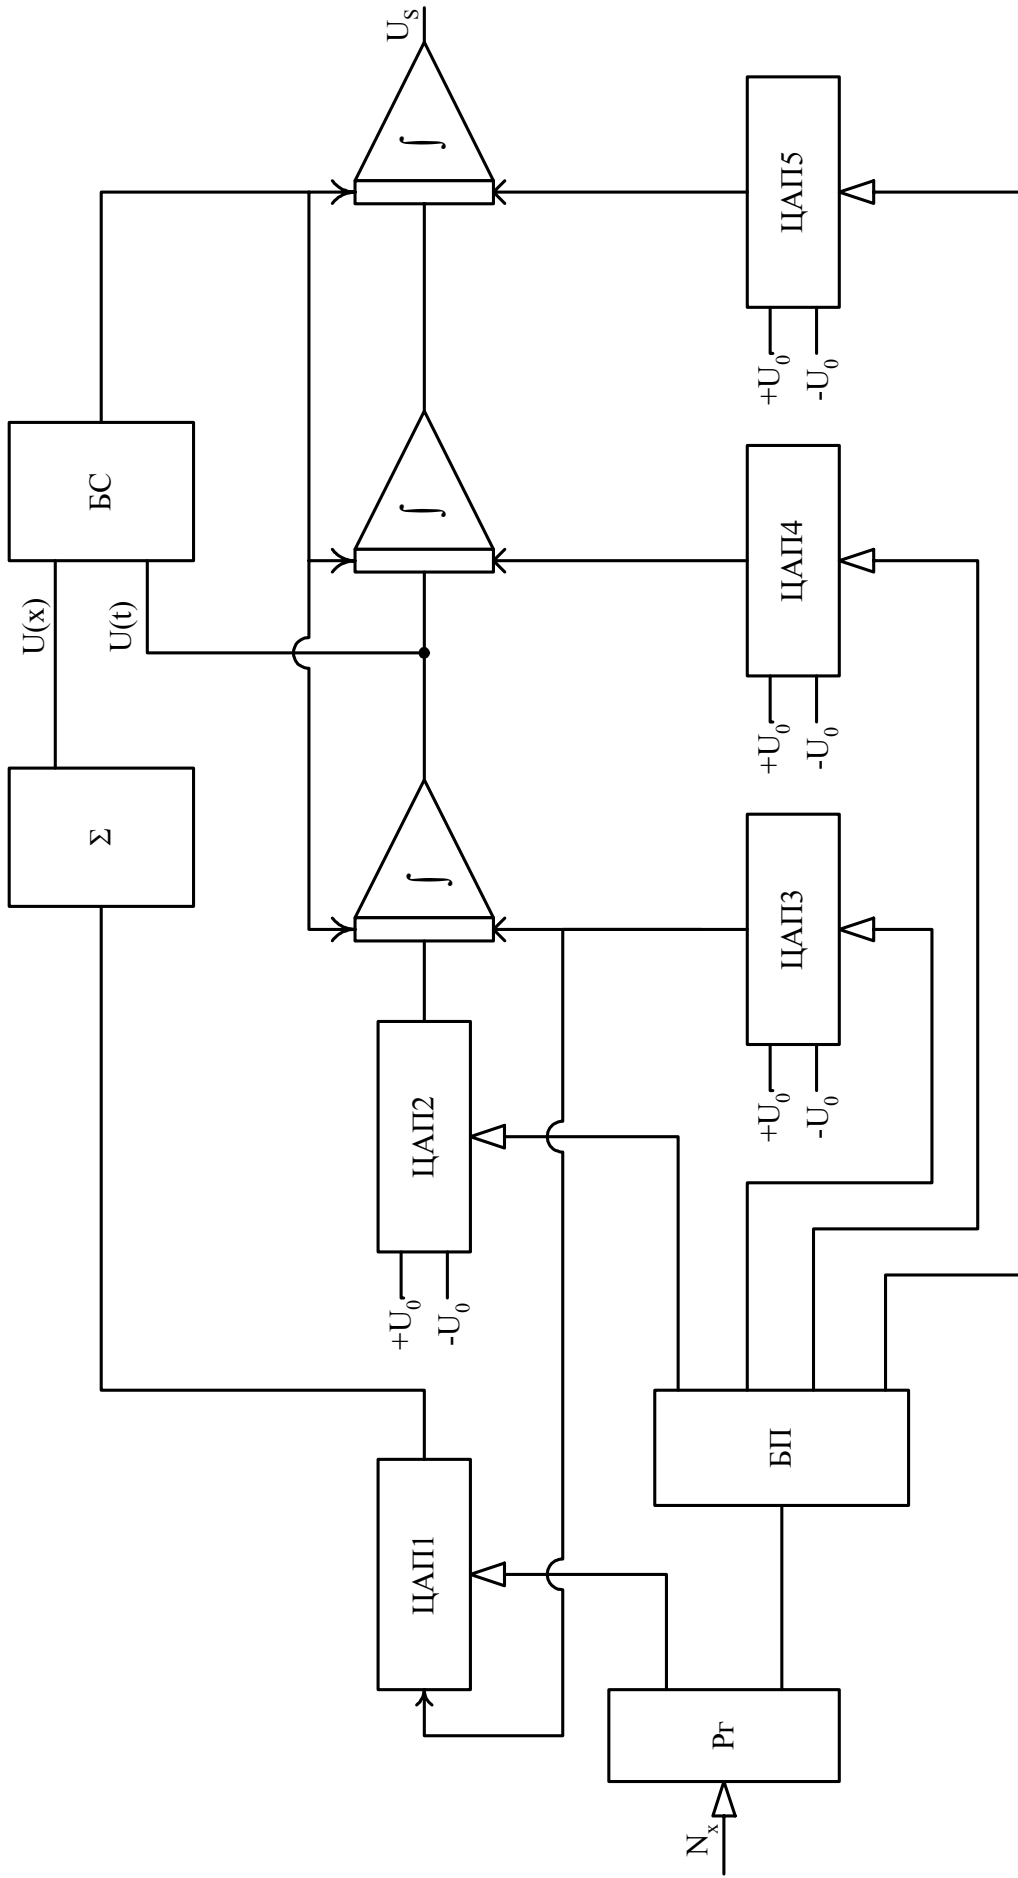 U(x)
U(t)
Σ
БС
U_S
∫
∫
∫
ЦАП1
ЦАП2
+U_0
-U_0
N_x
Рг
БП
ЦАП3
+U_0
-U_0
ЦАП4
+U_0
-U_0
ЦАП5
+U_0
-U_0